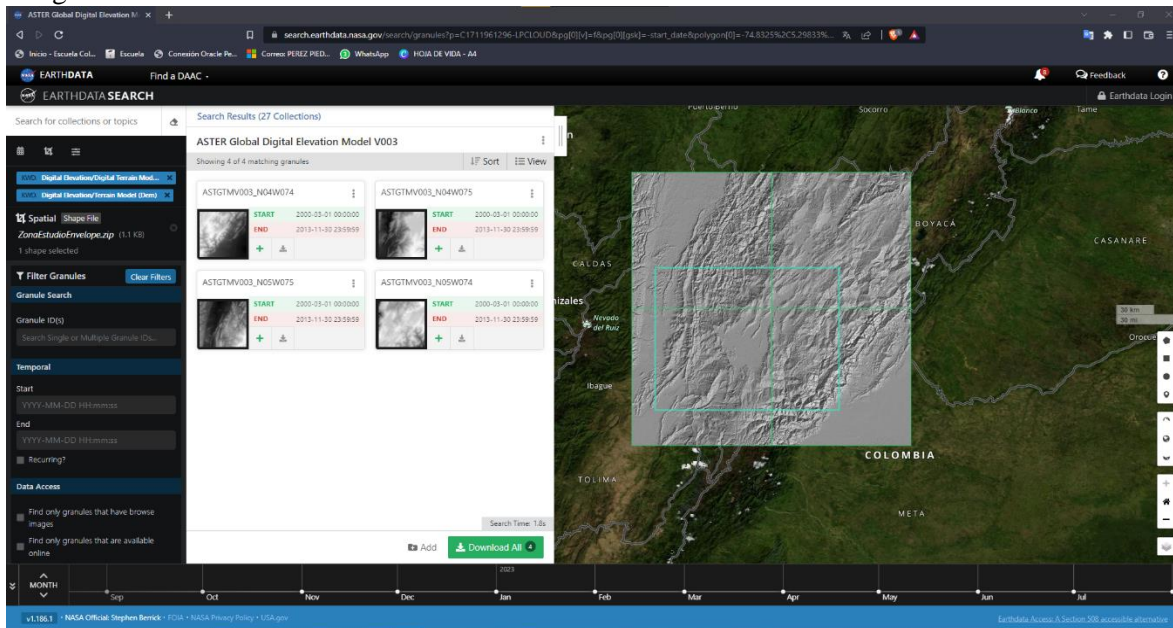 ASTER Global Digital Elevation M
search.earthdata.nasa.gov/search/granules?p=C1711961296-LPCLOUD&pg[0][v]=f&pg[0][gsk]=-start_date&polygon[0]=-74.8325%2C5.29833%...
Inicio - Escuela Col... Escuela Conexión Oracle Pe... Correo: PEREZ PIED... WhatsApp HOJA DE VIDA - A4
EARTHDATA Find a DAAC Feedback
EARTHDATA SEARCH Earthdata Login
Search for collections or topics
Search Results (27 Collections)
ASTER Global Digital Elevation Model V003
Showing 4 of 4 matching granules Sort View
Digital Elevation/Digital Terrain Mod...
Digital Elevation/Terrain Model (Dem)
Spatial Shape File
ZonaEstudioEnvelope.zip (1.1 KB)
1 shape selected
Filter Granules Clear Filters
Granule Search
Granule ID(s)
Search Single or Multiple Granule IDs...
Temporal
Start
YYYY-MM-DD HH:mm:ss
End
YYYY-MM-DD HH:mm:ss
Recurring?
Data Access
Find only granules that have browse
images
Find only granules that are available
online
ASTGTMV003_N04W074
START 2000-03-01 00:00:00
END 2013-11-30 23:59:59
ASTGTMV003_N04W075
START 2000-03-01 00:00:00
END 2013-11-30 23:59:59
ASTGTMV003_N05W075
START 2000-03-01 00:00:00
END 2013-11-30 23:59:59
ASTGTMV003_N05W074
START 2000-03-01 00:00:00
END 2013-11-30 23:59:59
Search Time: 1.8s
Add Download All 4
Socorro
Tame
BOYACÁ
CASANARE
CALDAS
nizales
Nevado
del Ruiz
30 km
30 mi
Orocue
Ibague
COLOMBIA
TOLIMA
META
2023
MONTH
Sep Oct Nov Dec Jan Feb Mar Apr May Jun Jul
v1.186.1 • NASA Official: Stephen Berrick • FOIA • NASA Privacy Policy • USA.gov
Earthdata Access: A Section 508 accessible alternative